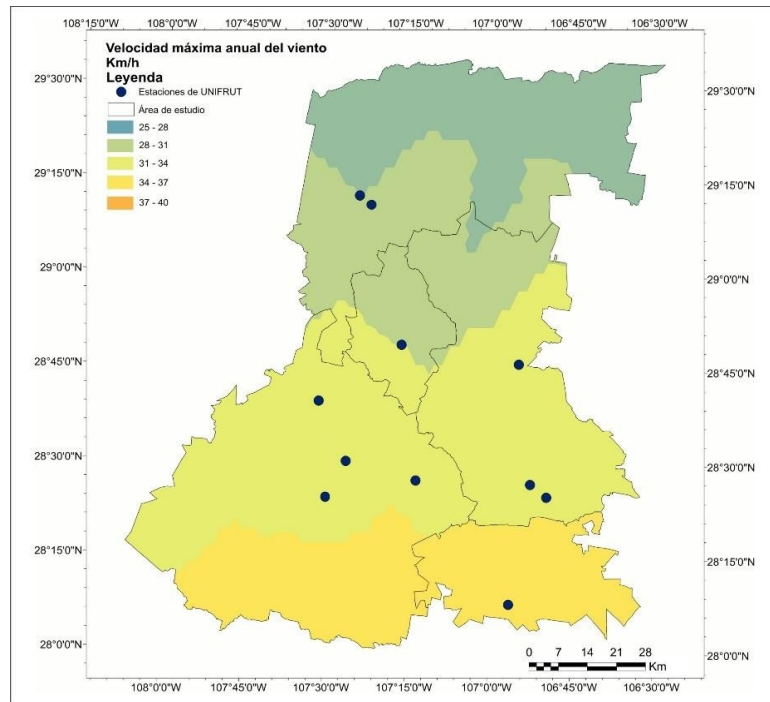 108°15'0"W 108°0'0"W 107°45'0"W 107°30'0"W 107°15'0"W 107°0'0"W 106°45'0"W 106°30'0"W
Velocidad máxima anual del viento
Km/h
Leyenda
Estaciones de UNIFRUT
Área de estudio
25 - 28
28 - 31
31 - 34
34 - 37
37 - 40
29°30'0"N
29°15'0"N
29°0'0"N
28°45'0"N
28°30'0"N
28°15'0"N
28°0'0"N
29°30'0"N
29°15'0"N
29°0'0"N
28°45'0"N
28°30'0"N
28°15'0"N
28°0'0"N
0 7 14 21 28
Km
108°0'0"W 107°45'0"W 107°30'0"W 107°15'0"W 107°0'0"W 106°45'0"W 106°30'0"W